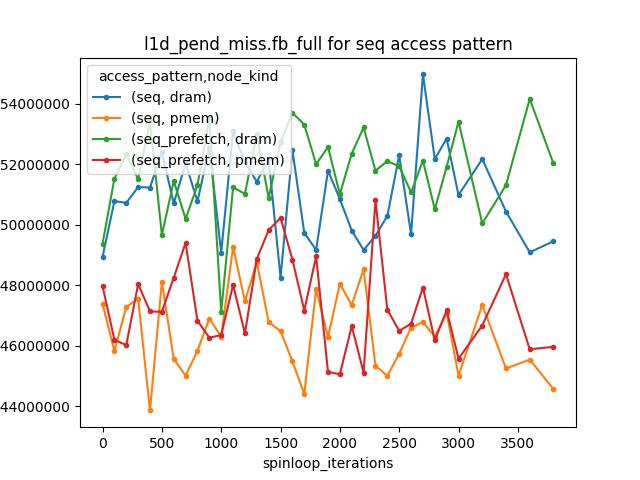 l1d_pend_miss.fb_full for seq access pattern
access_pattern,node_kind
(seq, dram)
(seq, pmem)
(seq_prefetch, dram)
(seq_prefetch, pmem)
54000000
52000000
50000000
48000000
46000000
44000000
0 500 1000 1500 2000 2500 3000 3500
spinloop_iterations